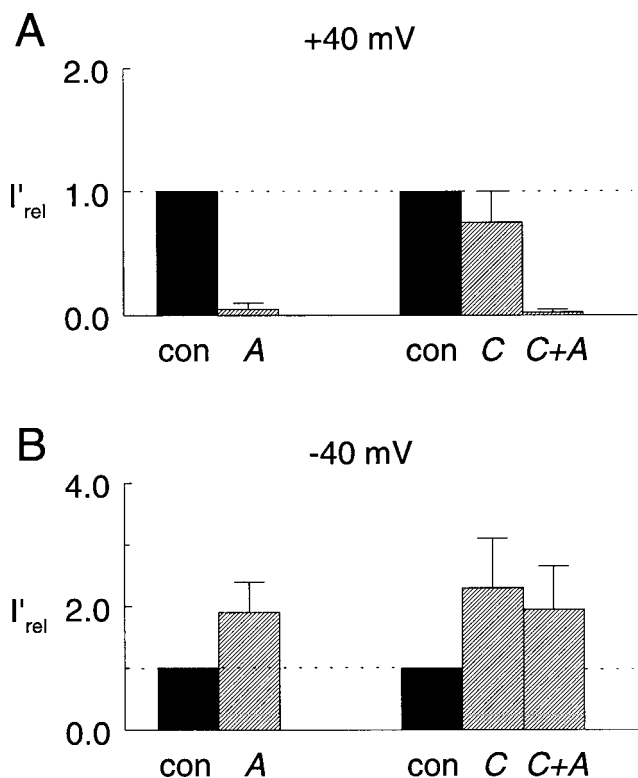 A
+40 mV
2.0
1.0
0.0
I'rel
con A con C C+A
B
-40 mV
4.0
2.0
0.0
I'rel
con A con C C+A